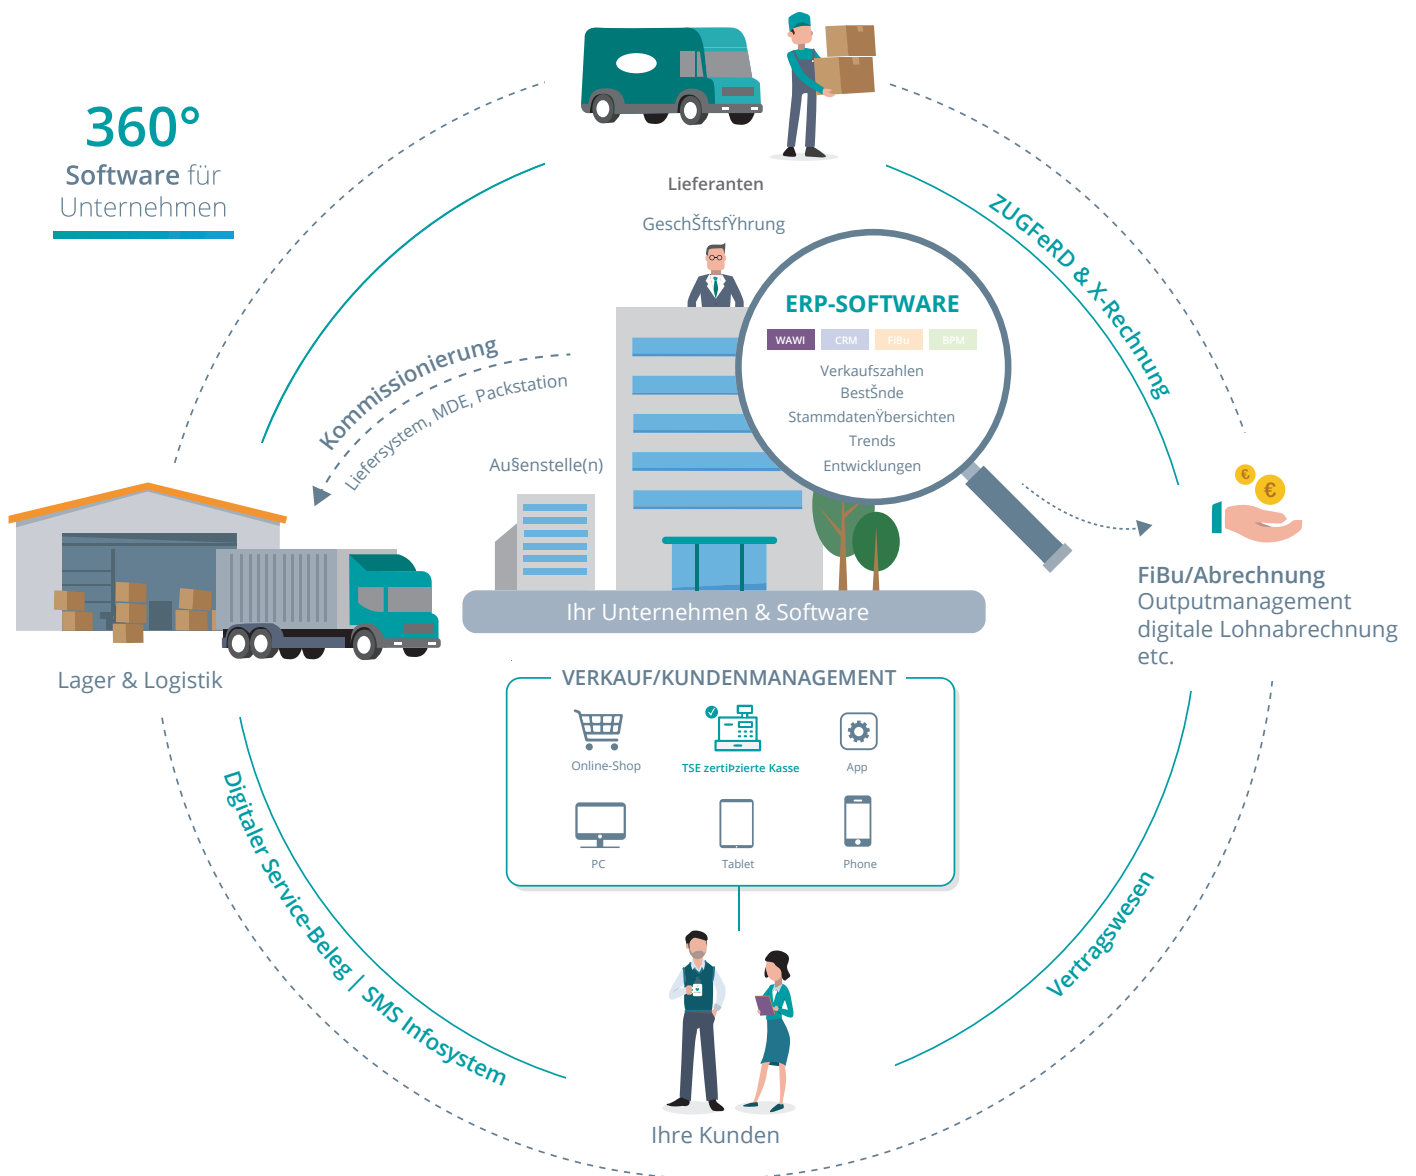 360°
Software für
Unternehmen
Lieferanten
GeschŠftsfŸhrung
ZUGFeRD & X-Rechnung
ERP-SOFTWARE
WAWI CRM FiBu BPM
Verkaufszahlen
BestŠnde
StammdatenŸbersichten
Trends
Entwicklungen
Kommissionierung
Liefersystem, MDE, Packstation
Au§enstelle(n)
Ihr Unternehmen & Software
FiBu/Abrechnung
Outputmanagement
digitale Lohnabrechnung
etc.
Lager & Logistik
VERKAUF/KUNDENMANAGEMENT
Online-Shop
TSE zertiÞzierte Kasse
App
PC
Tablet
Phone
Digitaler Service-Beleg | SMS Infosystem
Vertragswesen
Ihre Kunden